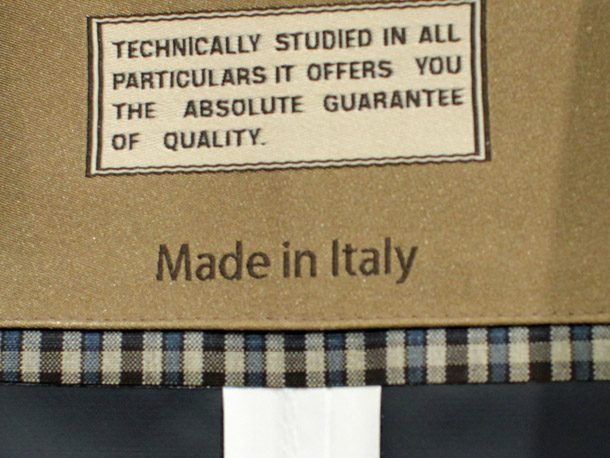 TECHNICALLY STUDIED IN ALL
PARTICULARS IT OFFERS YOU
THE ABSOLUTE GUARANTEE
OF QUALITY.
Made in Italy